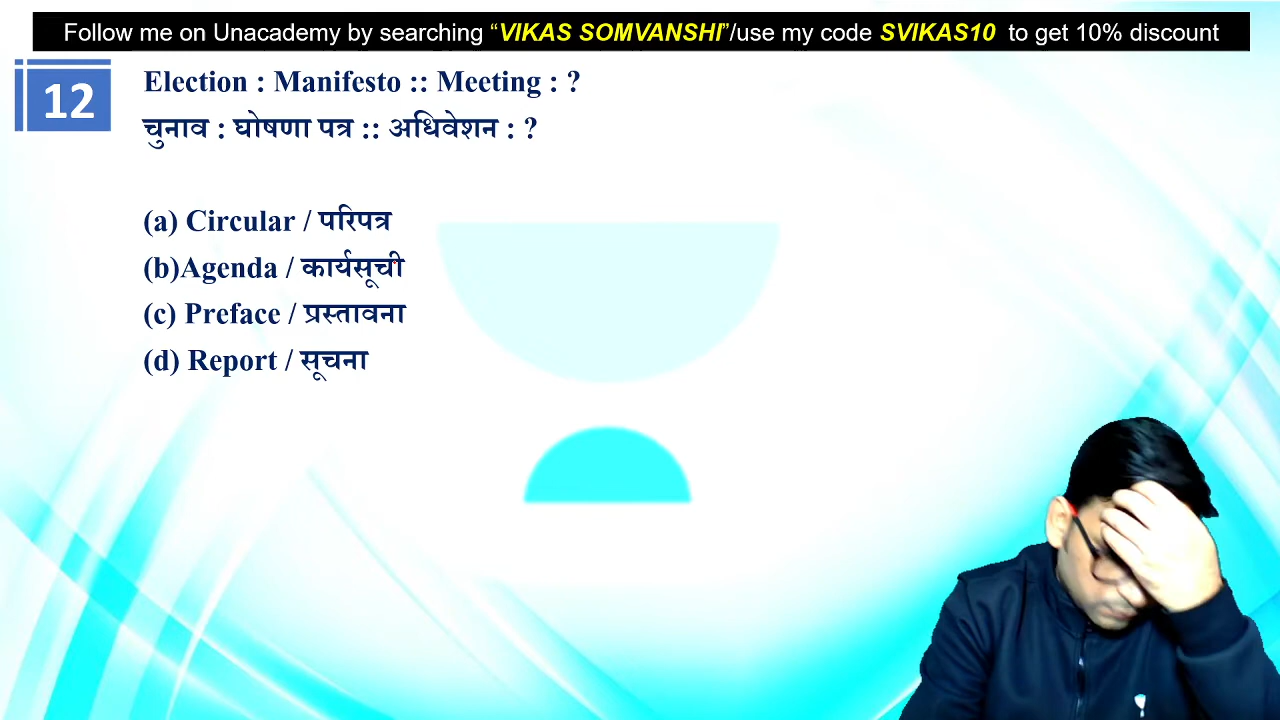 Follow me on Unacademy by searching “VIKAS SOMVANSHI”/use my code SVIKAS10 to get 10% discount
12
Election : Manifesto :: Meeting : ?
चुनाव : घोषणा पत्र :: अधिवेशन : ?
(a) Circular / परिपत्र
(b)Agenda / कार्यसूची
(c) Preface / प्रस्तावना
(d) Report / सूचना